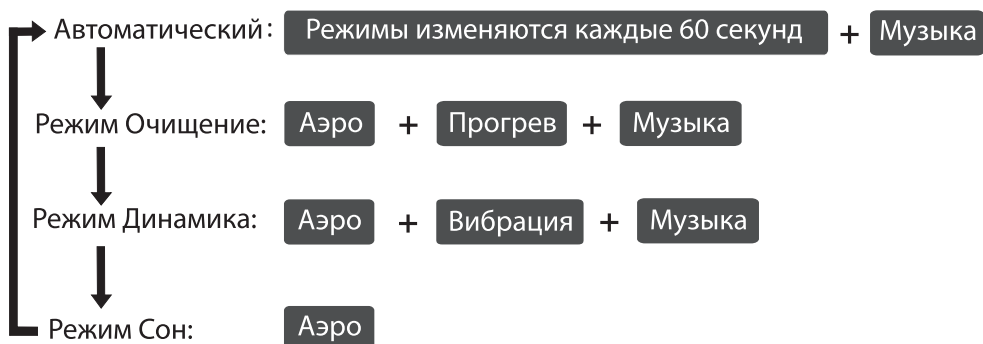 Автоматический: Режимы изменяются каждые 60 секунд + Музыка
Режим Очищение: Аэро + Прогрев + Музыка
Режим Динамика: Аэро + Вибрация + Музыка
Режим Сон: Аэро